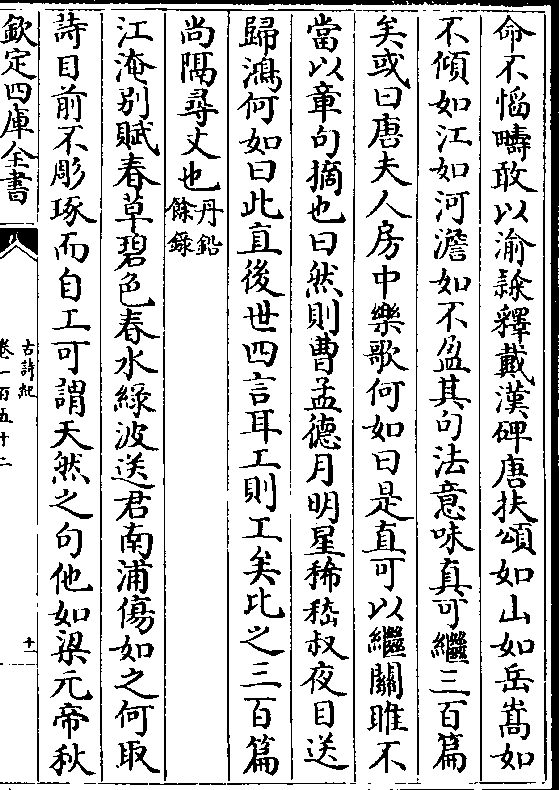 命不慆疇敢以渝釋戴漢碑唐扶頌如山如岳嵩如
不傾如江如河澹如不盈其句法意味真可繼三百篇
矣或曰唐夫人房中樂歌何如曰是直可以繼關雎不
當以章句摘也曰然則曹孟德月明星稀嵇叔夜目送
歸鴻何如曰此直後世四言耳工則工矣比之三百篇
尚隔尋丈也丹鉛餘錄
江淹别賦春草碧色春水緑波送君南浦傷如之何取
詩目前不彫琢而自工可謂天然之句他如梁元帝秋
欽定四庫全書
古詩紀
卷一百五十二
十